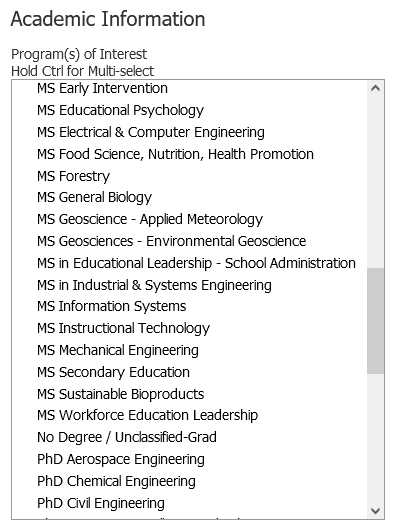 Academic Information
Program(s) of Interest
Hold Ctrl for Multi-select
MS Early Intervention
MS Educational Psychology
MS Electrical & Computer Engineering
MS Food Science, Nutrition, Health Promotion
MS Forestry
MS General Biology
MS Geoscience - Applied Meteorology
MS Geosciences - Environmental Geoscience
MS in Educational Leadership - School Administration
MS in Industrial & Systems Engineering
MS Information Systems
MS Instructional Technology
MS Mechanical Engineering
MS Secondary Education
MS Sustainable Bioproducts
MS Workforce Education Leadership
No Degree / Unclassified-Grad
PhD Aerospace Engineering
PhD Chemical Engineering
PhD Civil Engineering